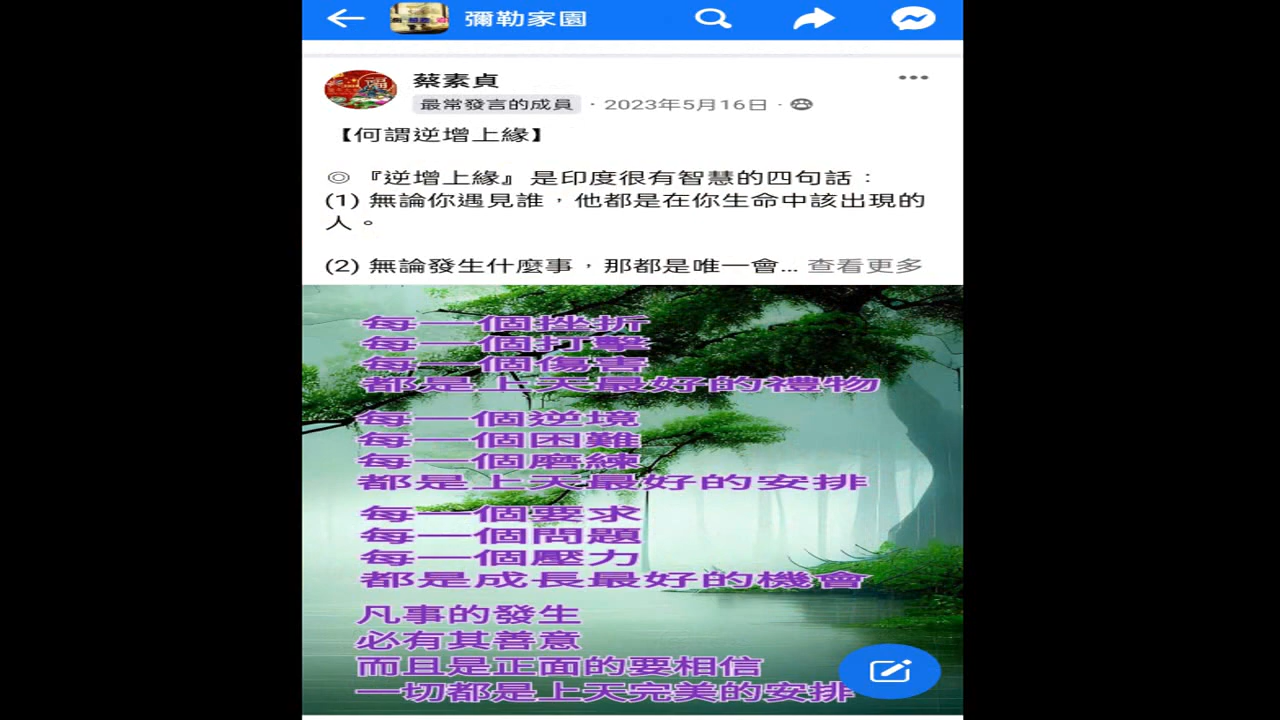 彌勒家園
蔡素貞
最常發言的成員 · 2023年5月16日 ·
【何謂逆增上緣】
◎ 『逆增上緣』是印度很有智慧的四句話：
(1) 無論你遇見誰，他都是在你生命中該出現的
人。
(2) 無論發生什麼事，那都是唯一會... 查看更多
每一個挫折
每一個打擊
每一個傷害
都是上天最好的禮物
每一個逆境
每一個困難
每一個磨練
都是上天最好的安排
每一個要求
每一個問題
每一個壓力
都是成長最好的機會
凡事的發生
必有其善意
而且是正面的要相信
一切都是上天完美的安排